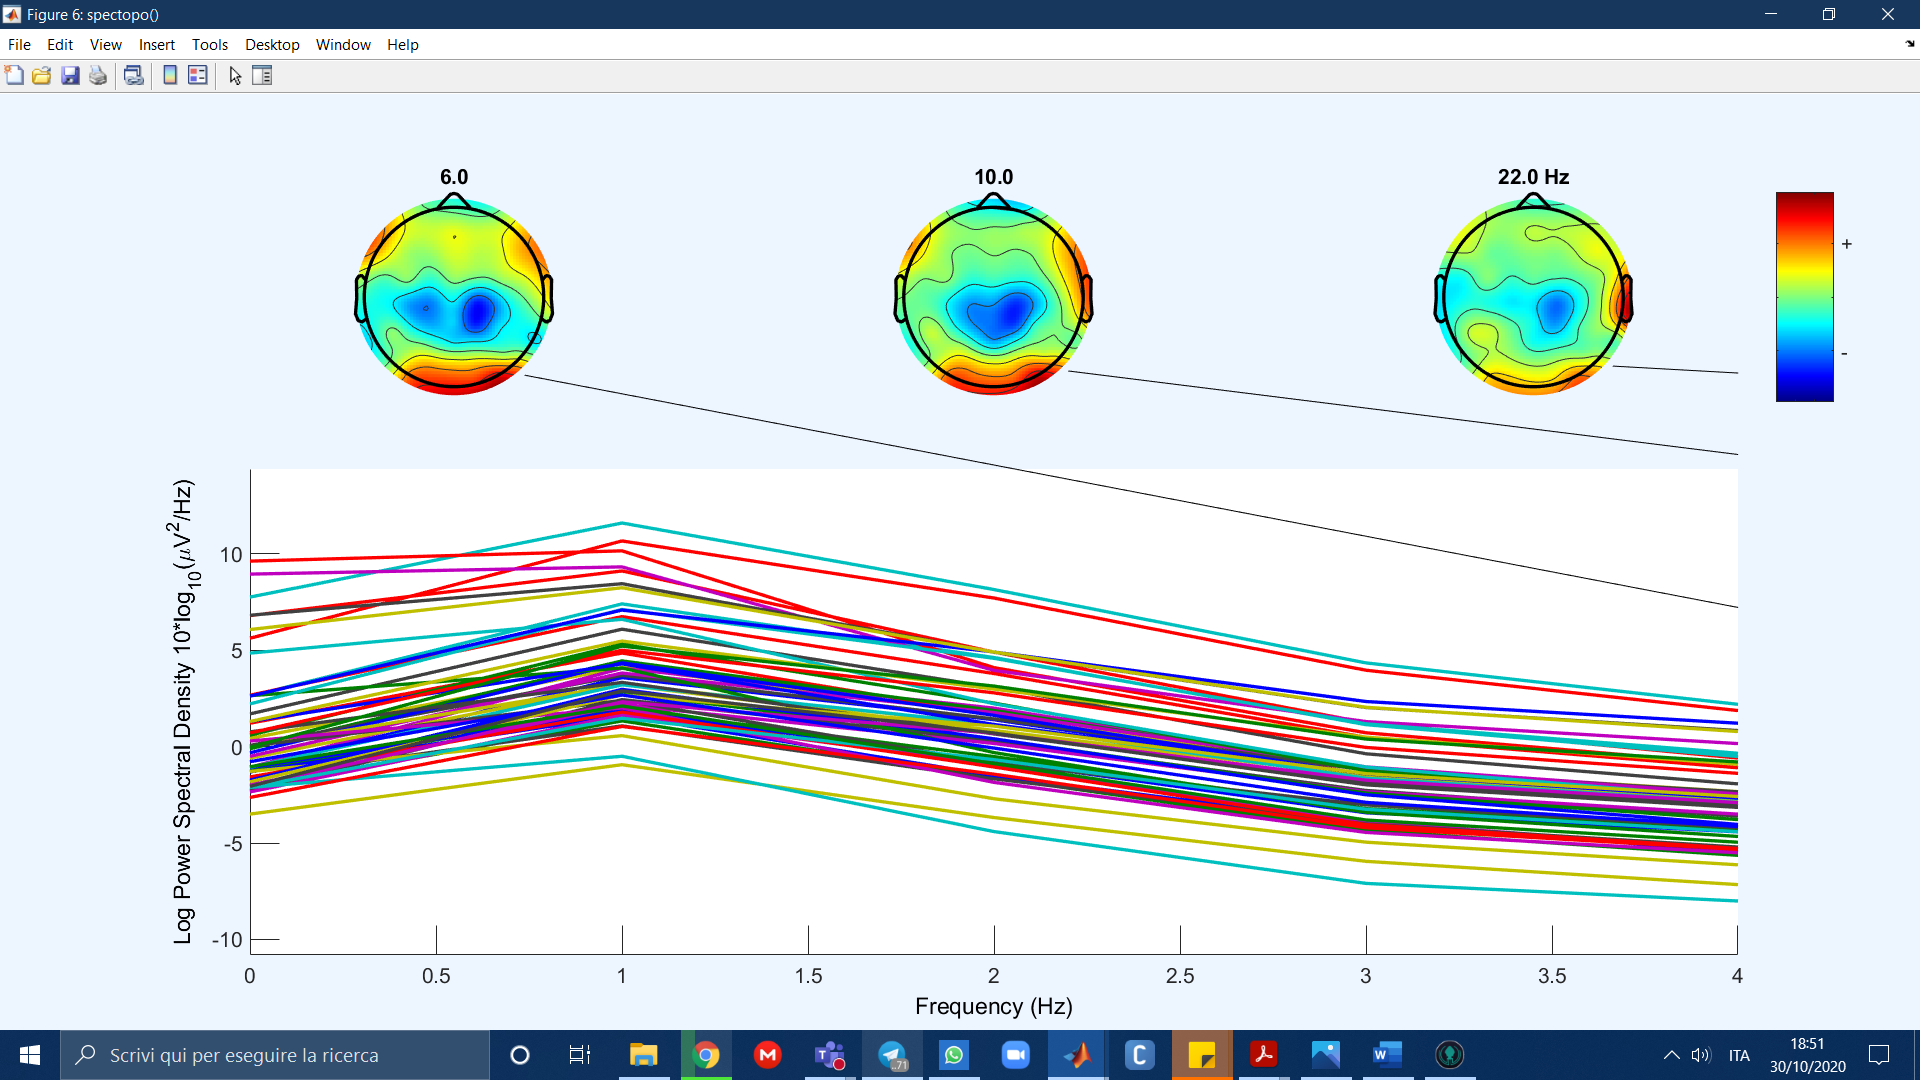 Figure 6: spectopo()
File Edit View Insert Tools Desktop Window Help
6.0
10.0
22.0 Hz
+
-
Log Power Spectral Density 10*log10(μV2/Hz)
10
5
0
-5
-10
0 0.5 1 1.5 2 2.5 3 3.5 4
Frequency (Hz)
Scrivi qui per eseguire la ricerca
..71
ITA
18:51
30/10/2020